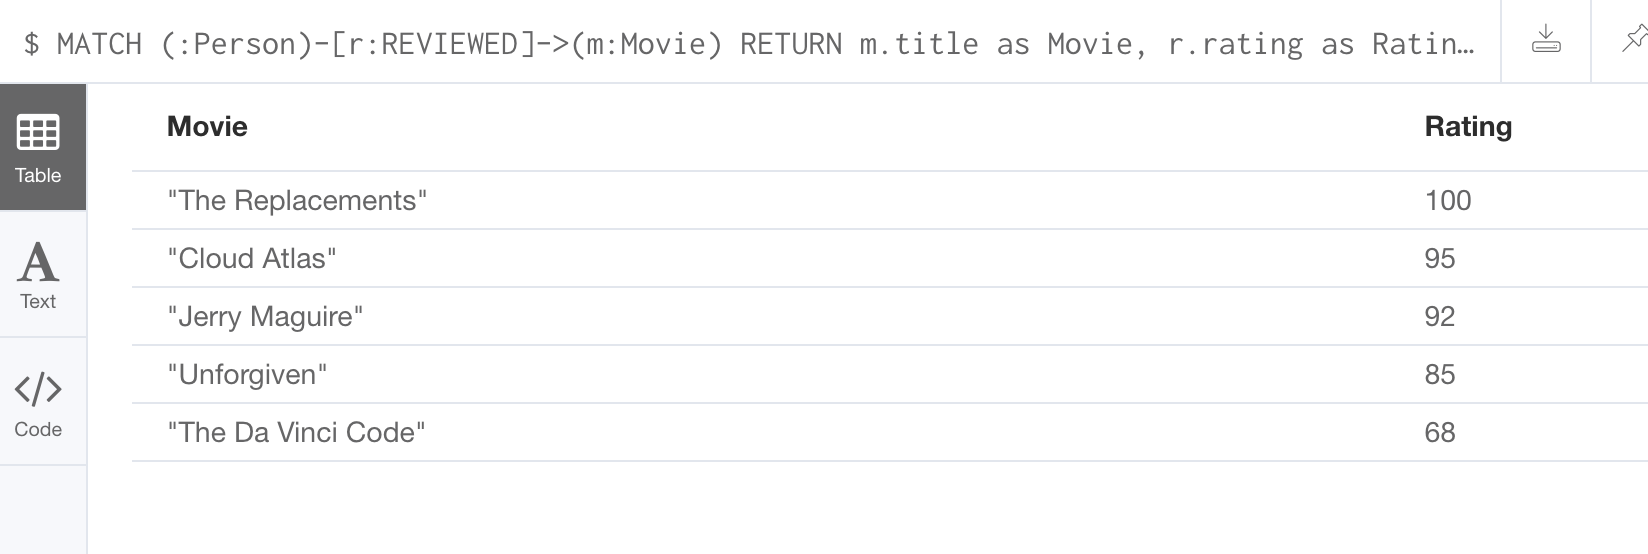 $ MATCH (:Person)-[r:REVIEWED]->(m:Movie) RETURN m.title as Movie, r.rating as Ratin…
Movie Rating
Table
"The Replacements" 100
"Cloud Atlas" 95
Text
"Jerry Maguire" 92
"Unforgiven" 85
Code
"The Da Vinci Code" 68